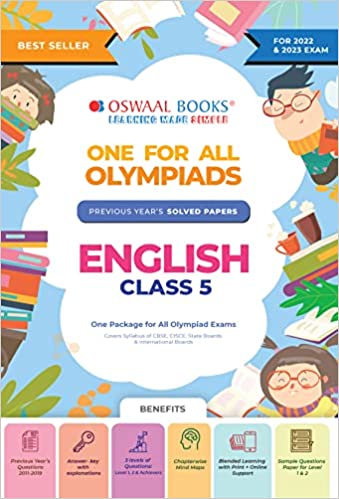 BEST SELLER
FOR 2022
& 2023 EXAM
OSWAAL BOOKS®
LEARNING MADE SIMPLE
ONE FOR ALL
OLYMPIADS
PREVIOUS YEAR'S SOLVED PAPERS
ENGLISH
CLASS 5
One Package for All Olympiad Exams
Covers Syllabus of CBSE, CISCE, State Boards
& International Boards
BENEFITS
Previous Year's
Questions
2011-2019
Answer- key
with
explanations
3 levels of
Questions!
Level 1, 2 & Achievers
Chapterwise
Mind Maps
Blended Learning
with Print + Online
Support
Sample Questions
Paper for Level
1 & 2